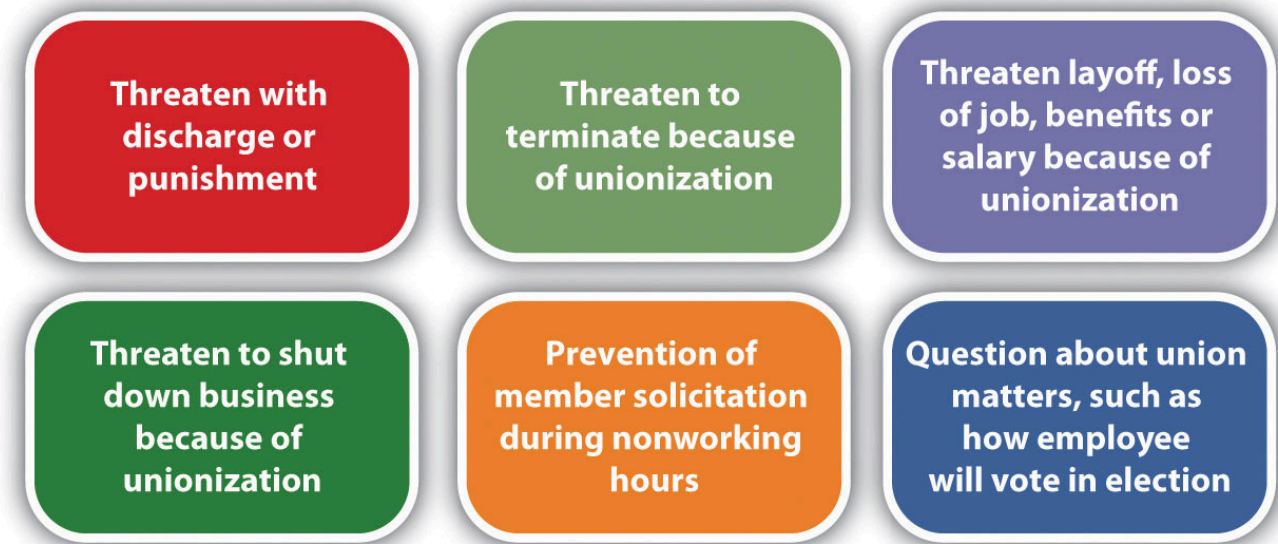 Threaten with
discharge or
punishment
Threaten to
terminate because
of unionization
Threaten layoff, loss
of job, benefits or
salary because of
unionization
Threaten to shut
down business
because of
unionization
Prevention of
member solicitation
during nonworking
hours
Question about union
matters, such as
how employee
will vote in election